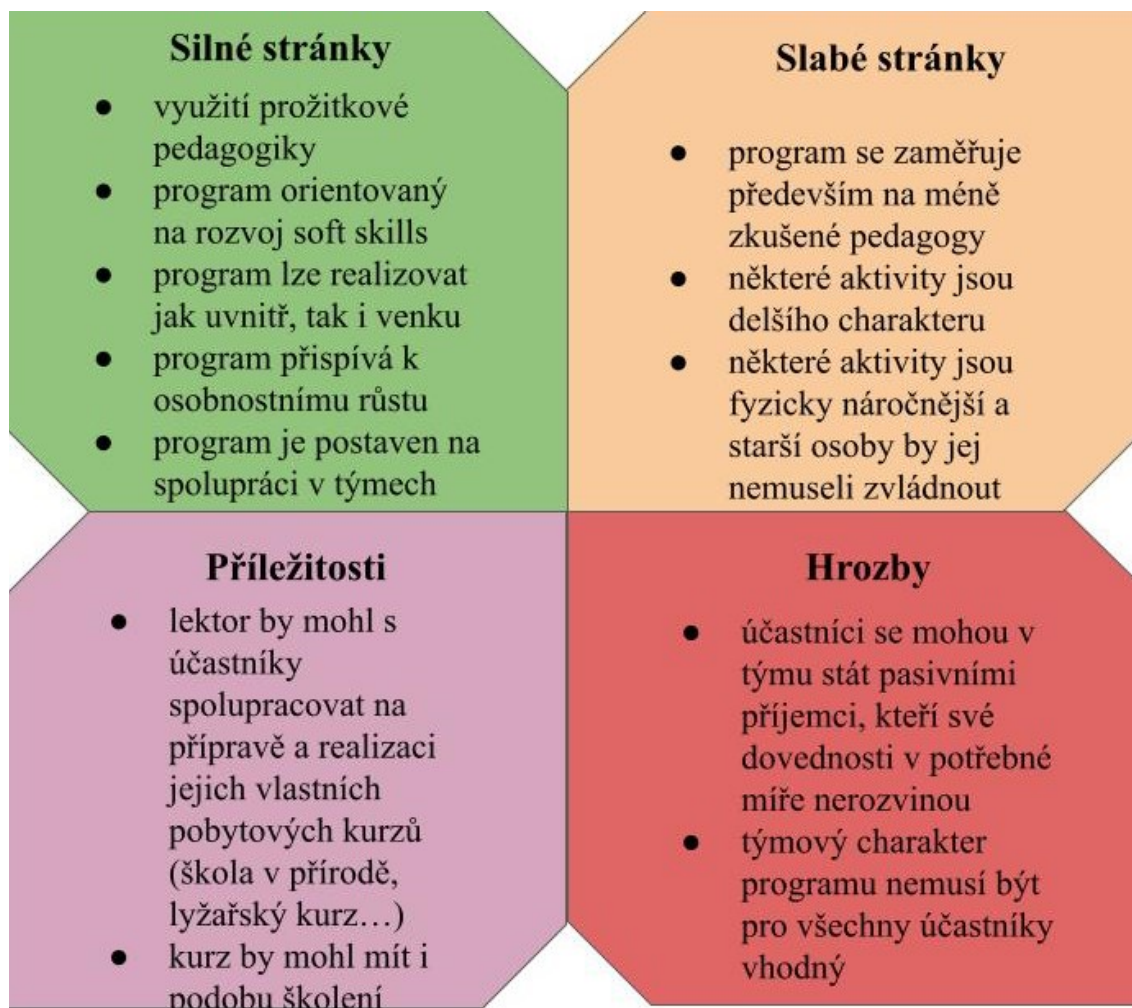 Silné stránky
● využití prožitkové
pedagogiky
● program orientovaný
na rozvoj soft skills
● program lze realizovat
jak uvnitř, tak i venku
● program přispívá k
osobnostnímu růstu
● program je postaven na
spolupráci v týmech
Slabé stránky
● program se zaměřuje
především na méně
zkušené pedagogy
● některé aktivity jsou
delšího charakteru
● některé aktivity jsou
fyzicky náročnější a
starší osoby by jej
nemuseli zvládnout
Příležitosti
● lektor by mohl s
účastníky
spolupracovat na
přípravě a realizaci
jejich vlastních
pobytových kurzů
(škola v přírodě,
lyžařský kurz…)
● kurz by mohl mít i
podobu školení
Hrozby
● účastníci se mohou v
týmu stát pasivními
příjemci, kteří své
dovednosti v potřebné
míře nerozvinou
● týmový charakter
programu nemusí být
pro všechny účastníky
vhodný